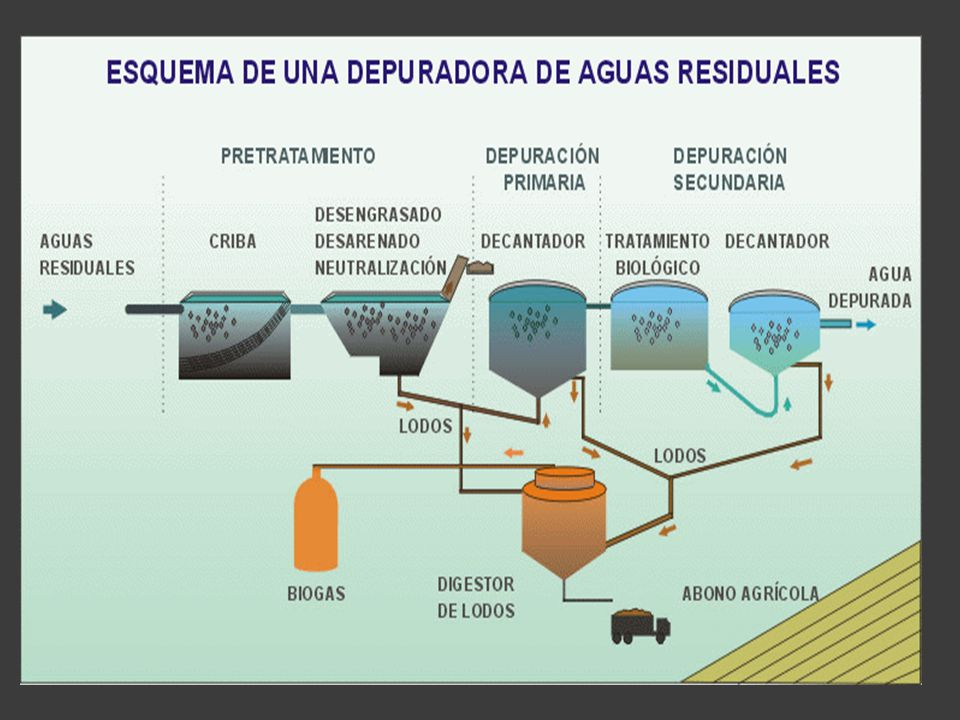 ESQUEMA DE UNA DEPURADORA DE AGUAS RESIDUALES
PRETRATAMIENTO
DEPURACIÓN
PRIMARIA
DEPURACIÓN
SECUNDARIA
AGUAS
RESIDUALES
CRIBA
DESENGRASADO
DESARENADO
NEUTRALIZACIÓN
DECANTADOR
TRATAMIENTO
BIOLÓGICO
DECANTADOR
AGUA
DEPURADA
LODOS
LODOS
BIOGAS
DIGESTOR
DE LODOS
ABONO AGRÍCOLA